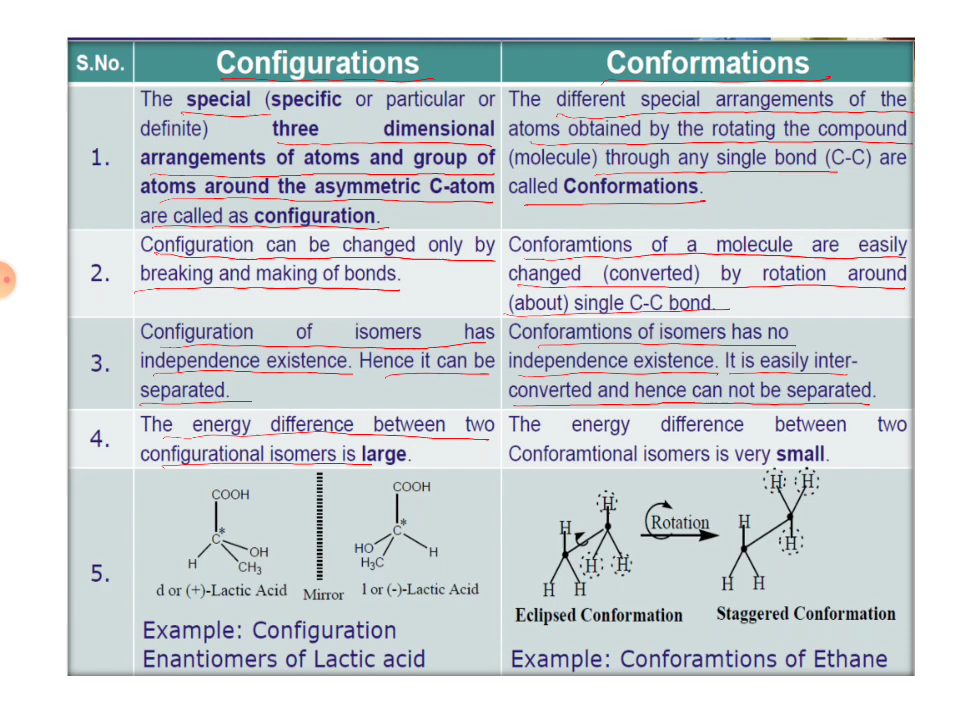 S.No. Configurations Conformations
1.
The special (specific or particular or
definite) three dimensional
arrangements of atoms and group of
atoms around the asymmetric C-atom
are called as configuration.
The different special arrangements of the
atoms obtained by the rotating the compound
(molecule) through any single bond (C-C) are
called Conformations.
2.
Configuration can be changed only by
breaking and making of bonds.
Conforamtions of a molecule are easily
changed (converted) by rotation around
(about) single C-C bond.
3.
Configuration of isomers has
independence existence. Hence it can be
separated.
Conforamtions of isomers has no
independence existence. It is easily inter-
converted and hence can not be separated.
4.
The energy difference between two
configurational isomers is large.
The energy difference between two
Conforamtional isomers is very small.
5.
COOH
C*
H
OH
CH₃
d or (+)-Lactic Acid
Mirror
COOH
C*
HO
H₃C
H
l or (-)-Lactic Acid
Example: Configuration
Enantiomers of Lactic acid
H
H
H H
H H
Eclipsed Conformation
Rotation
H H
H
H
H H
Staggered Conformation
Example: Conforamtions of Ethane